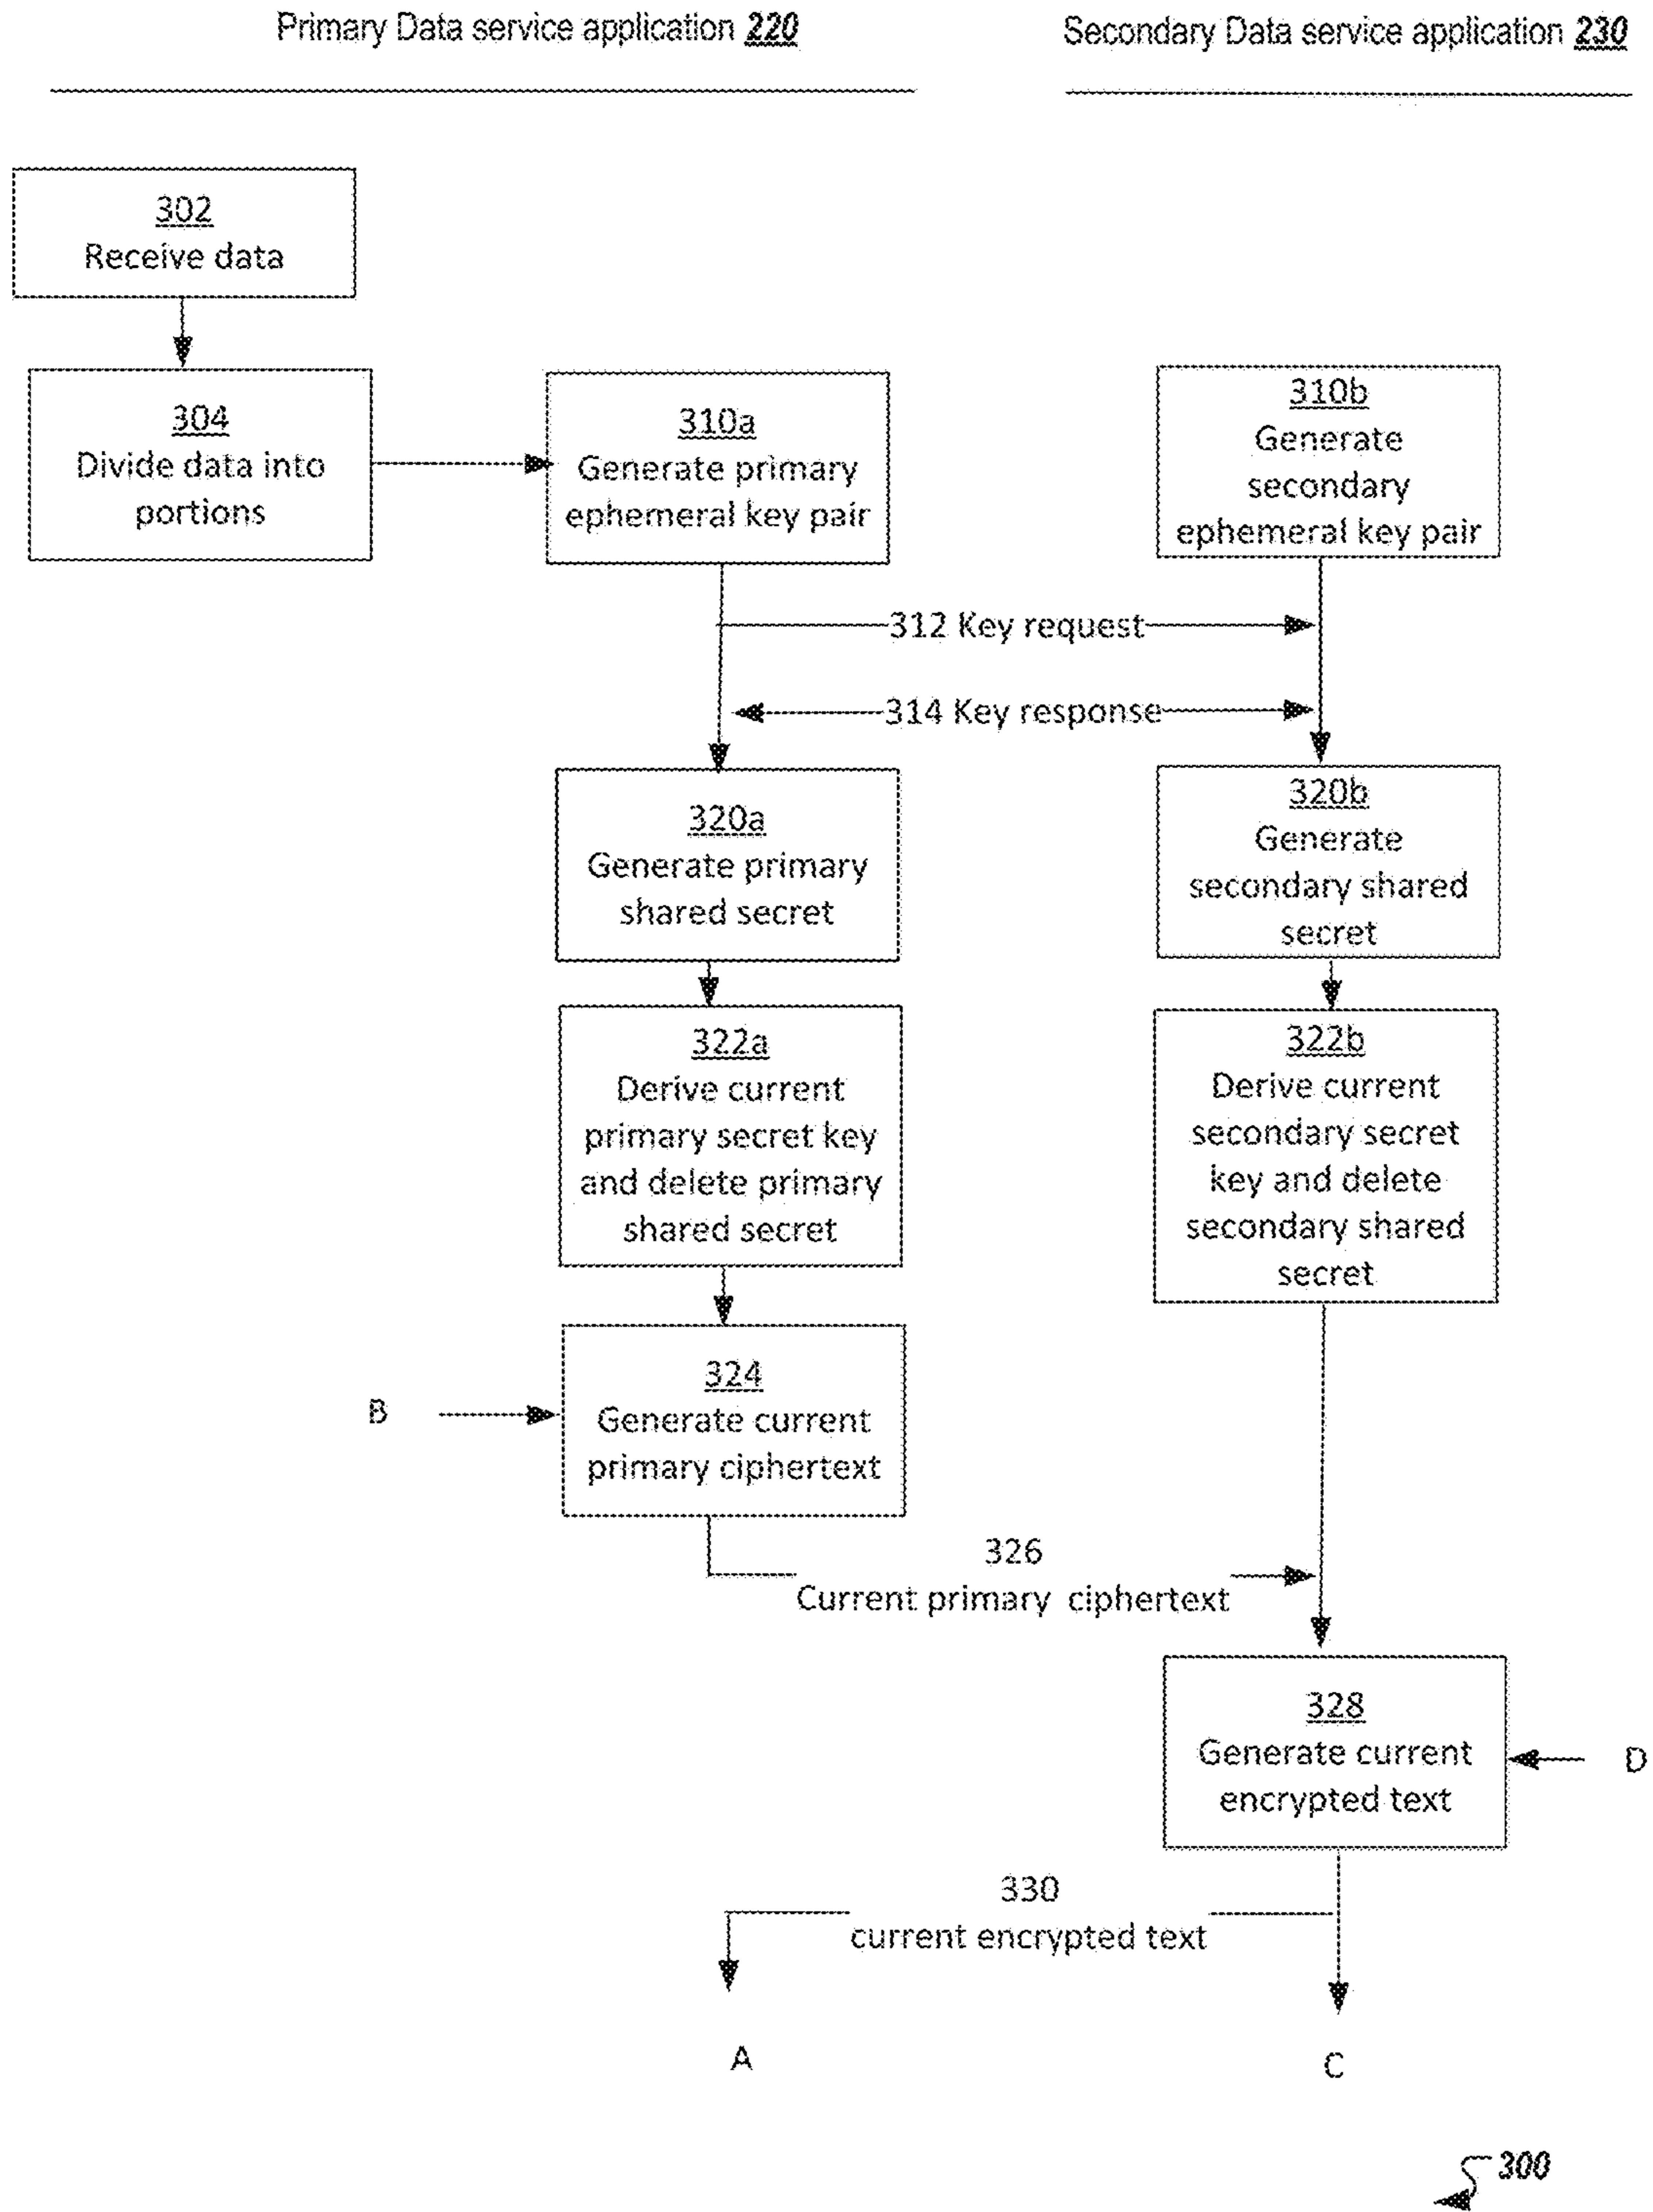 Primary Data service application 220
Secondary Data service application 230
302
Receive data
304
Divide data into
portions
310a
Generate primary
ephemeral key pair
310b
Generate
secondary
ephemeral key pair
312 Key request
314 Key response
320a
Generate primary
shared secret
320b
Generate
secondary shared
secret
322a
Derive current
primary secret key
and delete primary
shared secret
322b
Derive current
secondary secret
key and delete
secondary shared
secret
B
324
Generate current
primary ciphertext
326
Current primary ciphertext
328
Generate current
encrypted text
D
330
current encrypted text
A
C
300